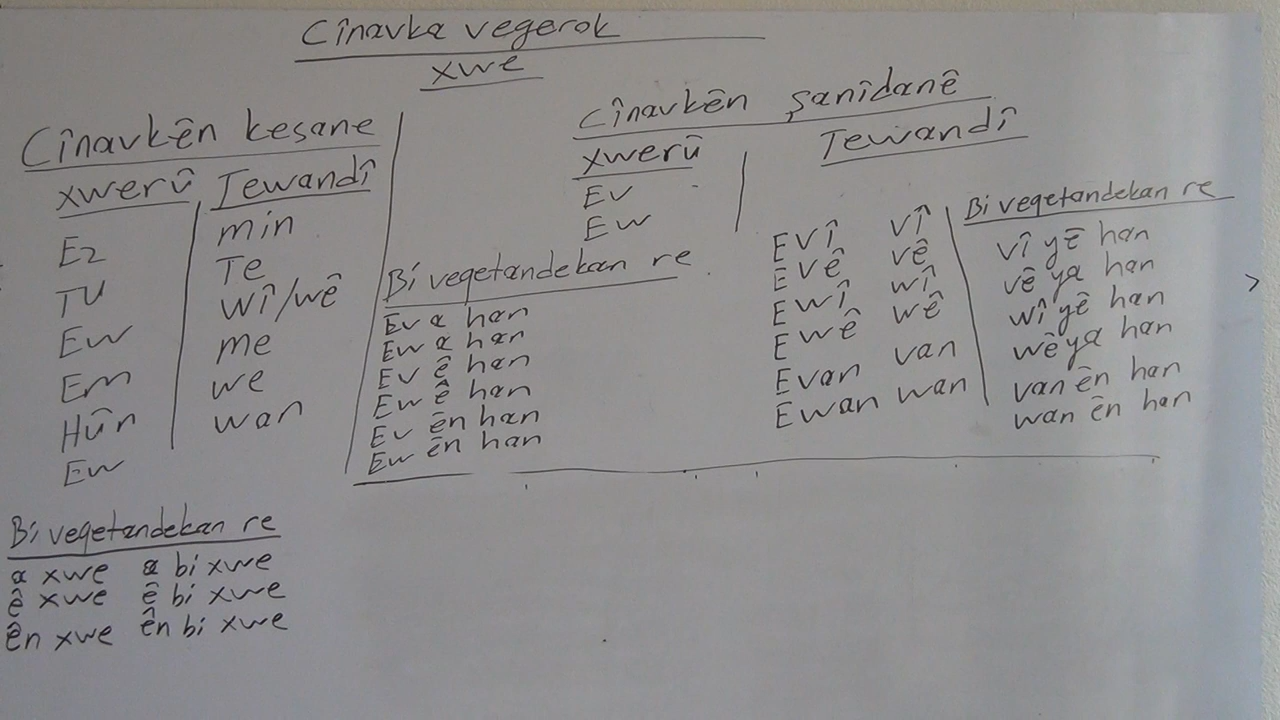 Cînavka vegerok
xwe
Cînavkên kesane
xwerû Tewandî
Ez min
Tu Te
Ew wî/wê
Em me
Hûn we
Ew wan
Cînavkên şanîdanê
xwerû
Ev
Ew
Bi vegetandekan re
Ev a han
Ew a han
Ev ê han
Ew ê han
Ev ên han
Ew ên han
Tewandî
Evî vî
Evê vê
Ewî wî
Ewê wê
Evan van
Ewan wan
Bi vegetandekan re
vî yê han
vê ya han
wî yê han
wê ya han
van ên han
wan ên han
Bi vegetandekan re
a xwe a bi xwe
ê xwe ê bi xwe
ên xwe ên bi xwe